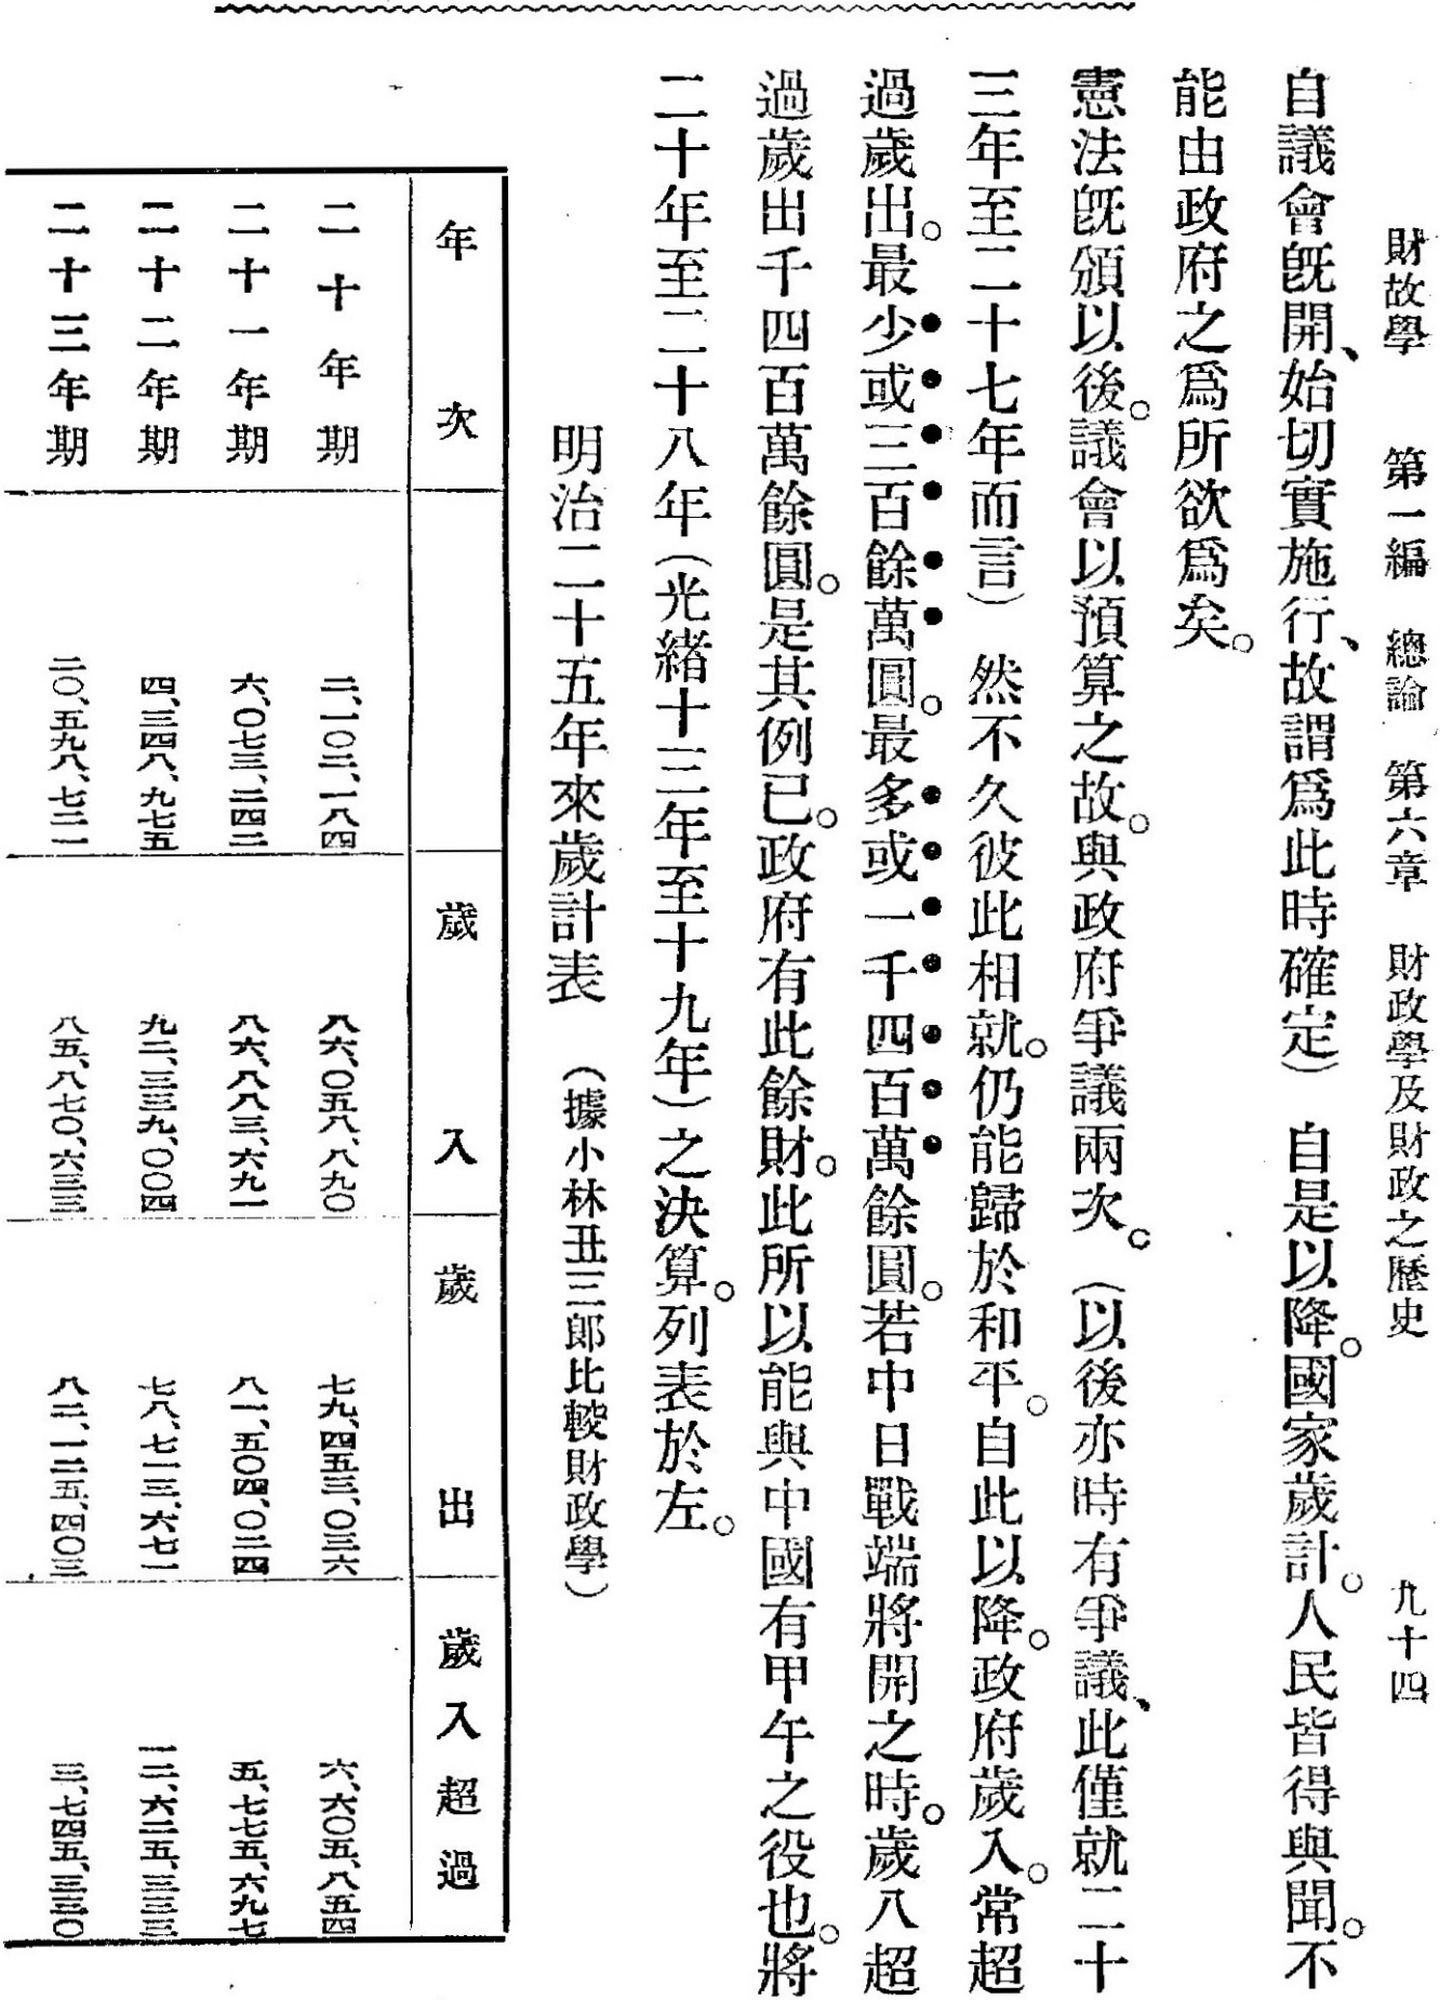 財故學 第一編 總論 第六章 財政學及財政之歷史 九十四
自議會既開、始切實施行、故謂爲此時確定） 自是以降。國家歲計。人民皆得與聞。不
能由政府之爲所欲爲矣。
憲法既頒以後。議會以預算之故。與政府爭議兩次。（以後亦時有爭議、此僅就二十
三年至二十七年而言） 然不久彼此相就。仍能歸於和平。自此以降。政府歲入。常超
過歲出。最少或三百餘萬圓。最多或一千四百萬餘圓。若中日戰端將開之時。歲八超
過歲出千四百萬餘圓。是其例已。政府有此餘財。此所以能與中國有甲午之役也。將
二十年至二十八年（光緒十三年至十九年）之決算。列表於左。
明治二十五年來歲計表 （據小林丑三郎比較財政學）
年次 歲入 歲出 歲入超過
二十年期 二、一〇二、一八四 八六、〇五八、八九〇 七九、四五三、〇三六 六、六〇五、八五四
二十一年期 六、〇七三、二四二 八六、八八三、六九一 八一、五〇四、〇二四 五、七七五、六九七
二十二年期 四、三四八、九七五 九二、三三九、〇〇四 七八、七一三、六七一 一二、六二五、三三三
二十三年期 二〇、五九八、七二一 八五、八七〇、六三三 八二、一二五、四〇三 三、七四五、二三〇